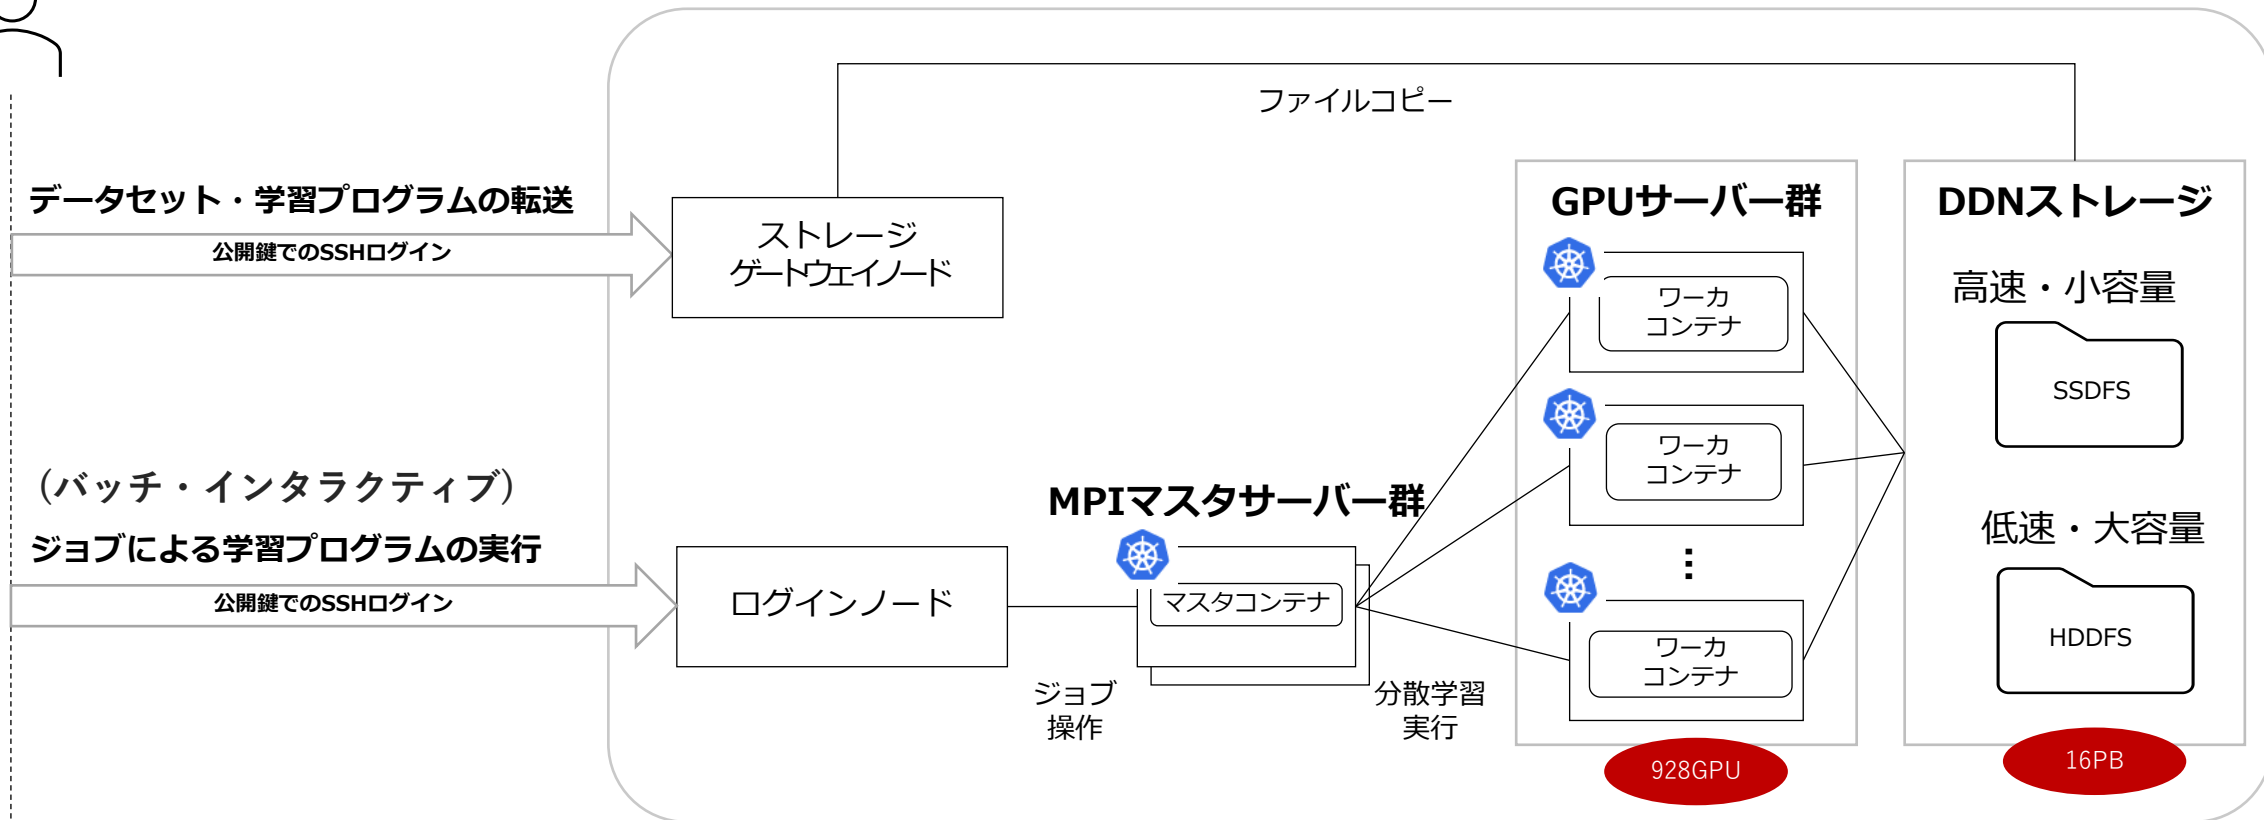 ファイルコピー
データセット・学習プログラムの転送
公開鍵でのSSHログイン
ストレージ
ゲートウェイノード
GPUサーバー群
ワーカ
コンテナ
ワーカ
コンテナ
⋮
ワーカ
コンテナ
928GPU
DDNストレージ
高速・小容量
SSDFS
低速・大容量
HDDFS
16PB
（バッチ・インタラクティブ）
ジョブによる学習プログラムの実行
公開鍵でのSSHログイン
ログインノード
ジョブ
操作
MPIマスタサーバー群
マスタコンテナ
分散学習
実行